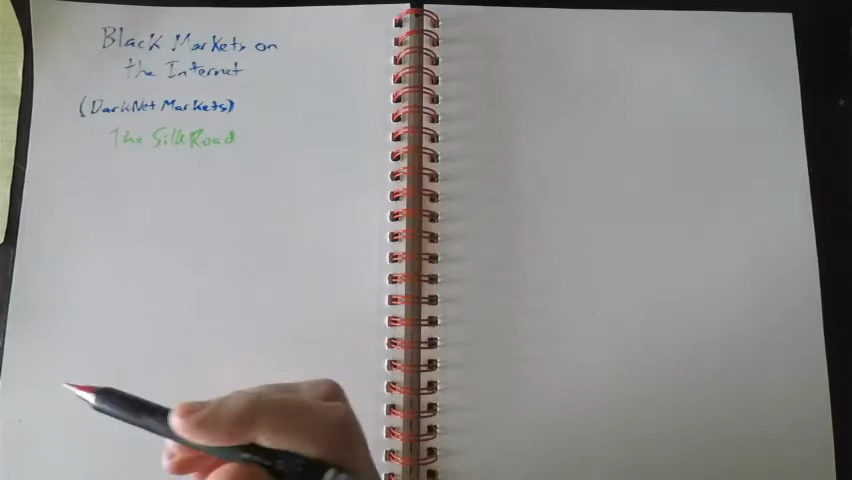 Black Markets on
the Internet
(DarkNet Markets)
The Silk Road